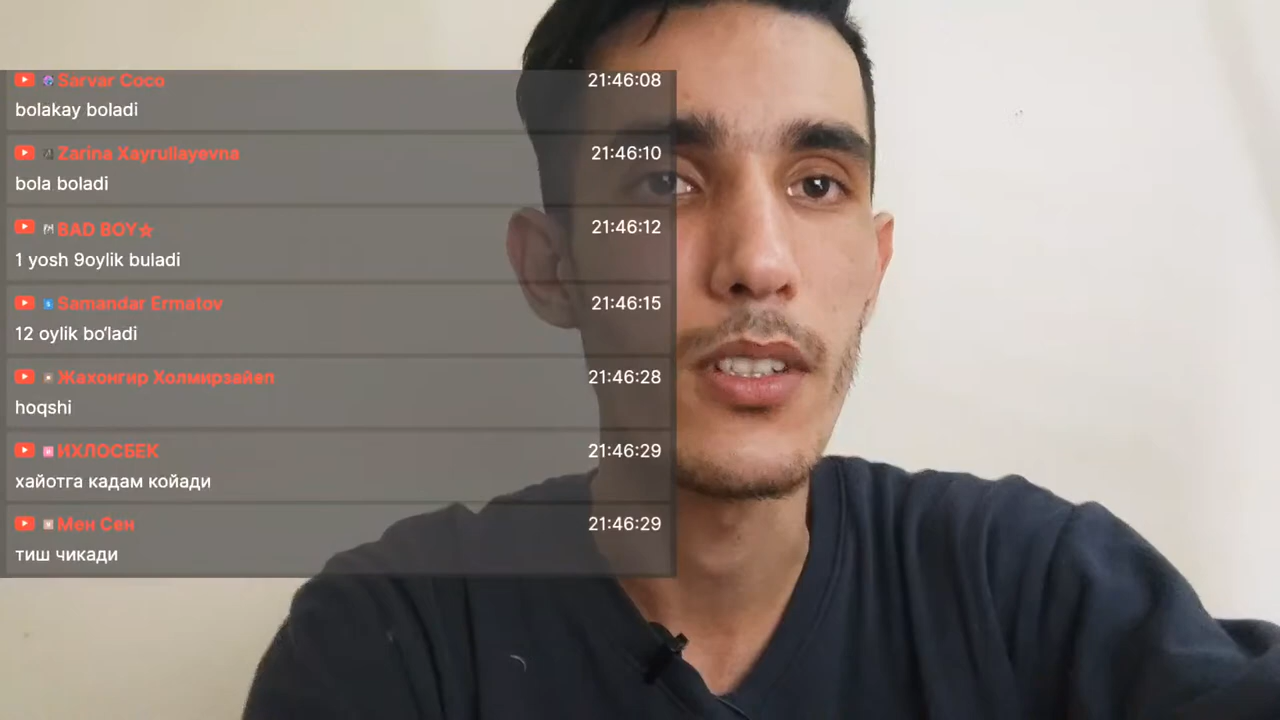 Sarvar Coco 21:46:08
bolakay boladi
Zarina Xayrullayevna 21:46:10
bola boladi
BAD BOY☆ 21:46:12
1 yosh 9oylik buladi
Samandar Ermatov 21:46:15
12 oylik bo'ladi
Жахонгир Холмирзайеп 21:46:28
hoqshi
ИХЛОСБЕК 21:46:29
хайотга кадам койади
Мен Сен 21:46:29
тиш чикади